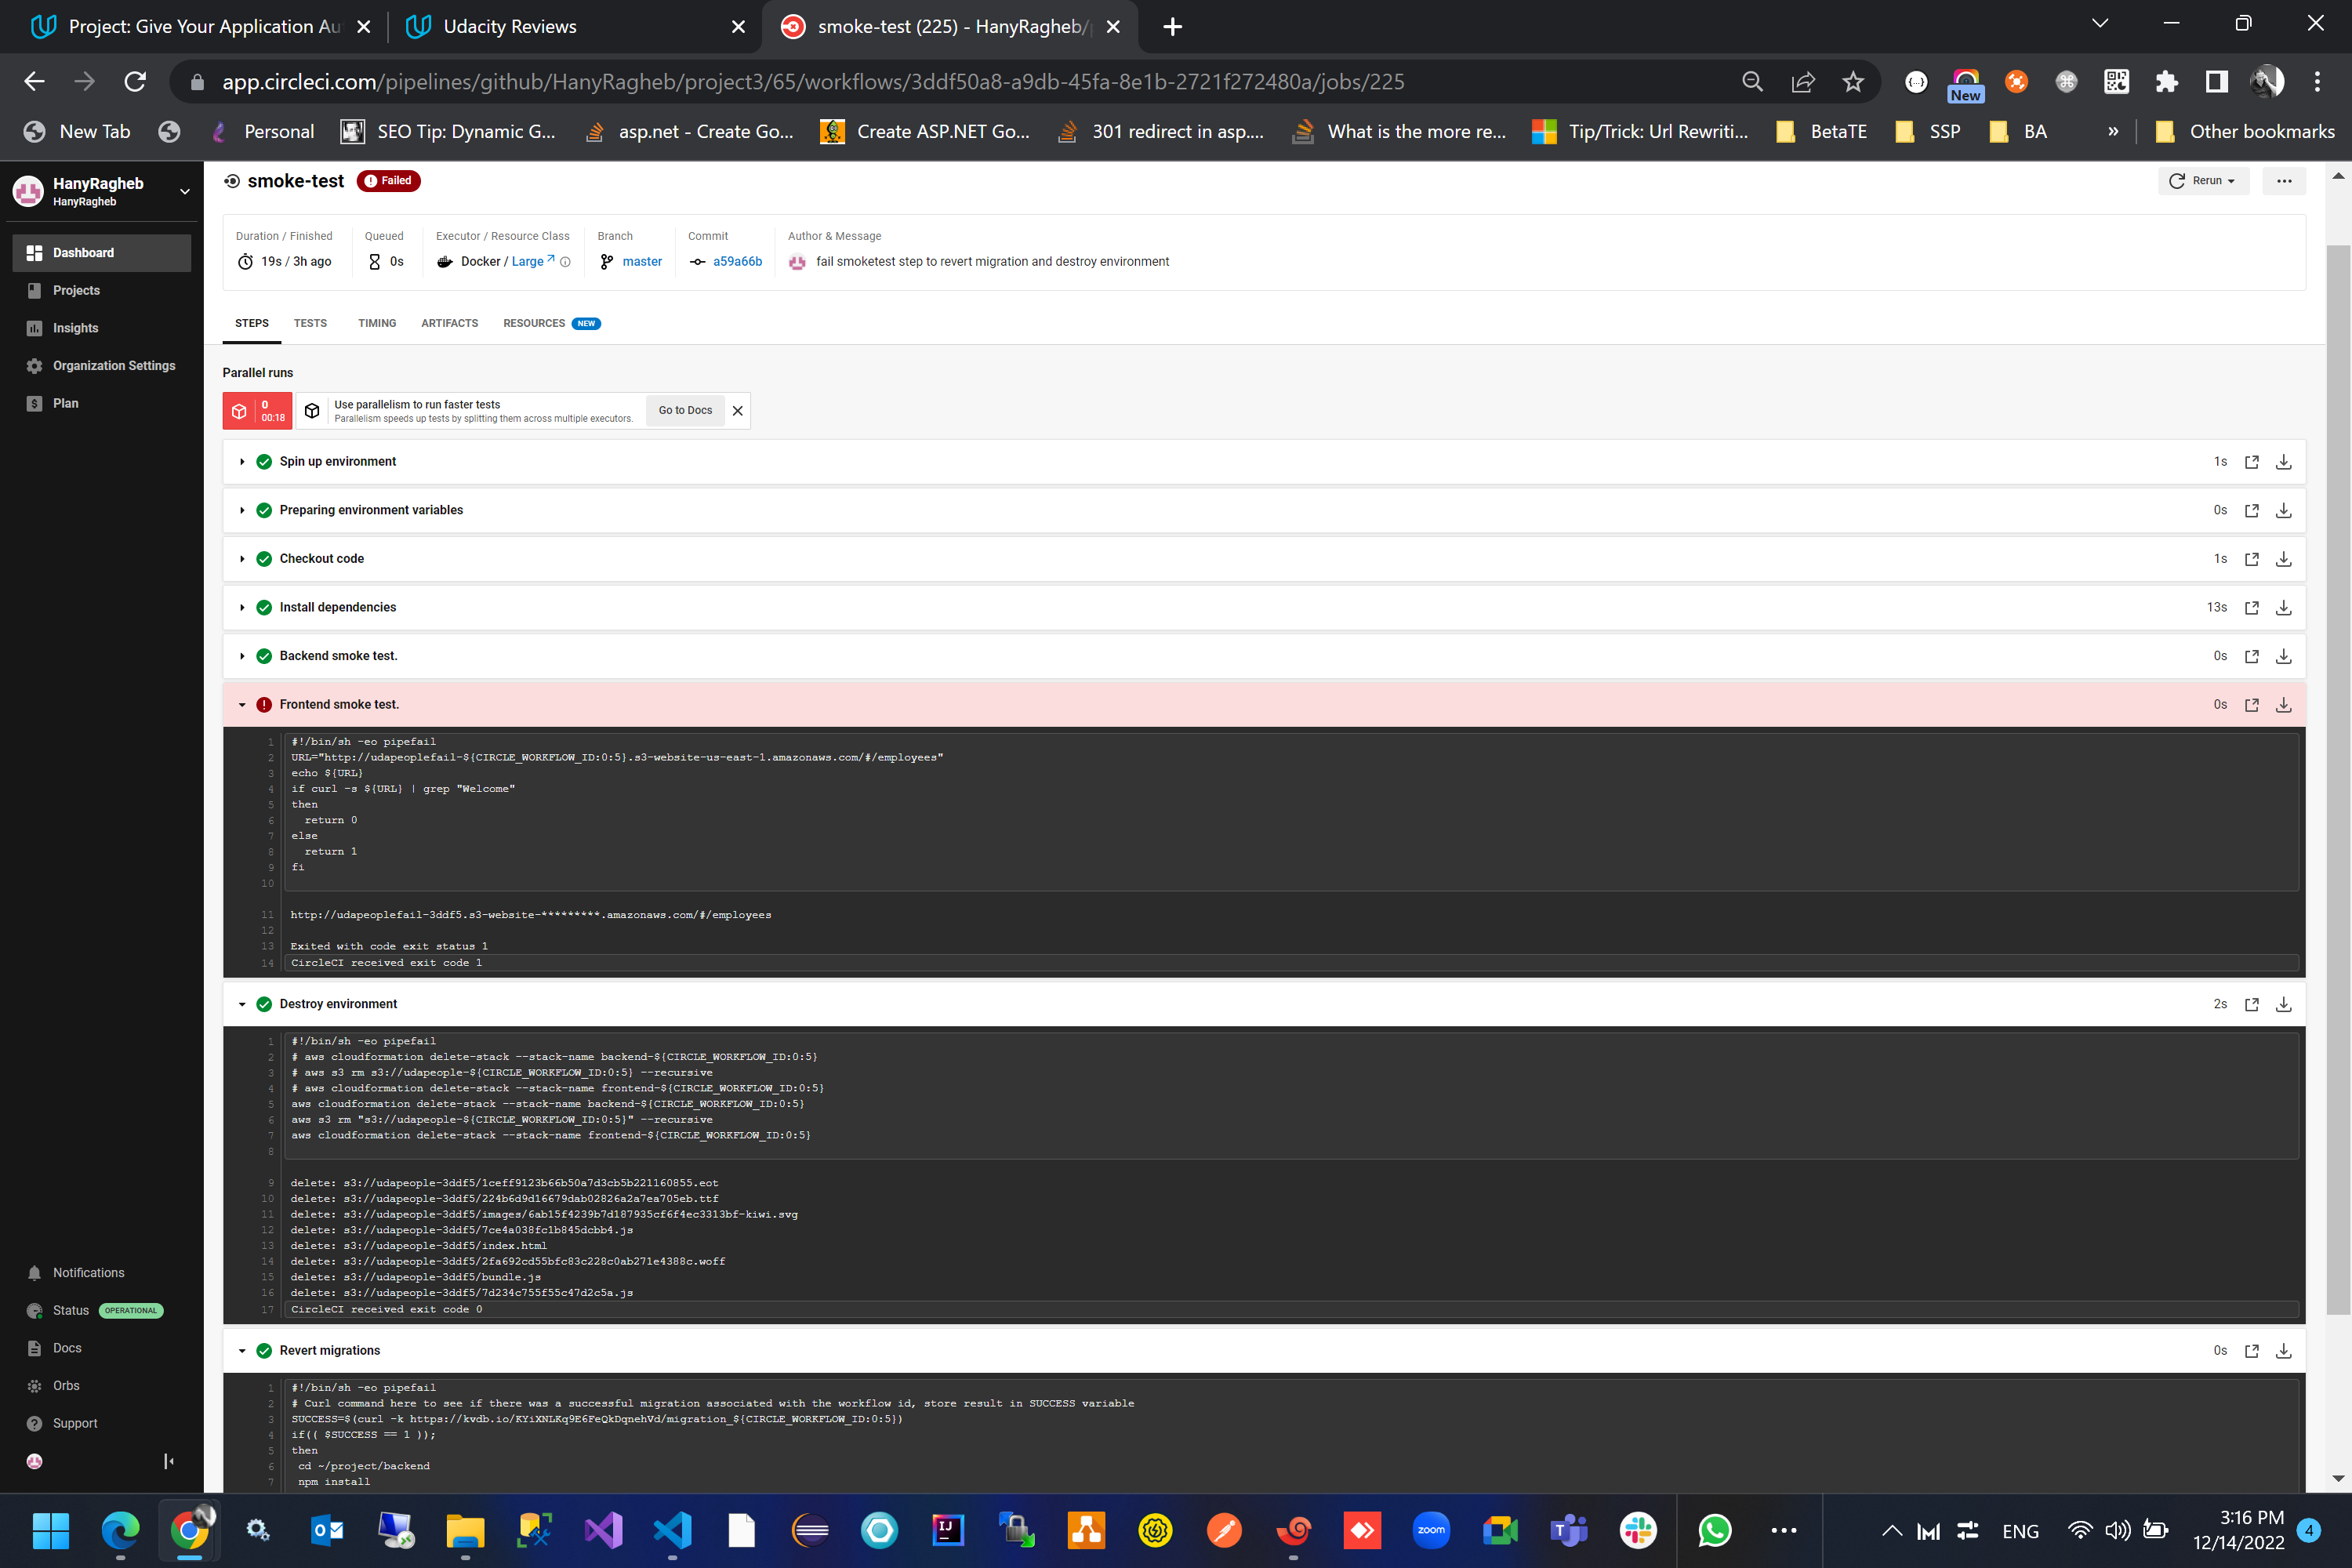 Project: Give Your Application Au
Udacity Reviews
smoke-test (225) - HanyRagheb/
app.circleci.com/pipelines/github/HanyRagheb/project3/65/workflows/3ddf50a8-a9db-45fa-8e1b-2721f272480a/jobs/225
New
New Tab
Personal
SEO Tip: Dynamic G...
asp.net - Create Go...
Create ASP.NET Go...
301 redirect in asp....
What is the more re...
Tip/Trick: Url Rewriti...
BetaTE
SSP
BA
»
Other bookmarks
HanyRagheb
HanyRagheb
Dashboard
Projects
Insights
Organization Settings
Plan
Notifications
Status OPERATIONAL
Docs
Orbs
Support
smoke-test Failed
Rerun
Duration / Finished
19s / 3h ago
Queued
0s
Executor / Resource Class
Docker / Large
Branch
master
Commit
a59a66b
Author & Message
fail smoketest step to revert migration and destroy environment
STEPS TESTS TIMING ARTIFACTS RESOURCES NEW
Parallel runs
0
00:18
Use parallelism to run faster tests
Parallelism speeds up tests by splitting them across multiple executors.
Go to Docs
Spin up environment 1s
Preparing environment variables 0s
Checkout code 1s
Install dependencies 13s
Backend smoke test. 0s
Frontend smoke test. 0s
1 #!/bin/sh -eo pipefail
2 URL="http://udapeoplefail-${CIRCLE_WORKFLOW_ID:0:5}.s3-website-us-east-1.amazonaws.com/#/employees"
3 echo ${URL}
4 if curl -s ${URL} | grep "Welcome"
5 then
6 return 0
7 else
8 return 1
9 fi
10
11 http://udapeoplefail-3ddf5.s3-website-*********.amazonaws.com/#/employees
12
13 Exited with code exit status 1
14 CircleCI received exit code 1
Destroy environment 2s
1 #!/bin/sh -eo pipefail
2 # aws cloudformation delete-stack --stack-name backend-${CIRCLE_WORKFLOW_ID:0:5}
3 # aws s3 rm s3://udapeople-${CIRCLE_WORKFLOW_ID:0:5} --recursive
4 # aws cloudformation delete-stack --stack-name frontend-${CIRCLE_WORKFLOW_ID:0:5}
5 aws cloudformation delete-stack --stack-name backend-${CIRCLE_WORKFLOW_ID:0:5}
6 aws s3 rm "s3://udapeople-${CIRCLE_WORKFLOW_ID:0:5}" --recursive
7 aws cloudformation delete-stack --stack-name frontend-${CIRCLE_WORKFLOW_ID:0:5}
8
9 delete: s3://udapeople-3ddf5/1ceff9123b66b50a7d3cb5b221160855.eot
10 delete: s3://udapeople-3ddf5/224b6d9d16679dab02826a2a7ea705eb.ttf
11 delete: s3://udapeople-3ddf5/images/6ab15f4239b7d187935cf6f4ec3313bf-kiwi.svg
12 delete: s3://udapeople-3ddf5/7ce4a038fc1b845dcbb4.js
13 delete: s3://udapeople-3ddf5/index.html
14 delete: s3://udapeople-3ddf5/2fa692cd55bfc83c228c0ab271e4388c.woff
15 delete: s3://udapeople-3ddf5/bundle.js
16 delete: s3://udapeople-3ddf5/7d234c755f55c47d2c5a.js
17 CircleCI received exit code 0
Revert migrations 0s
1 #!/bin/sh -eo pipefail
2 # Curl command here to see if there was a successful migration associated with the workflow id, store result in SUCCESS variable
3 SUCCESS=$(curl -k https://kvdb.io/KYiXNLKq9E6FeQkDqnehVd/migration_${CIRCLE_WORKFLOW_ID:0:5})
4 if(( $SUCCESS == 1 ));
5 then
6 cd ~/project/backend
7 npm install
zoom
ENG
3:16 PM
12/14/2022
4